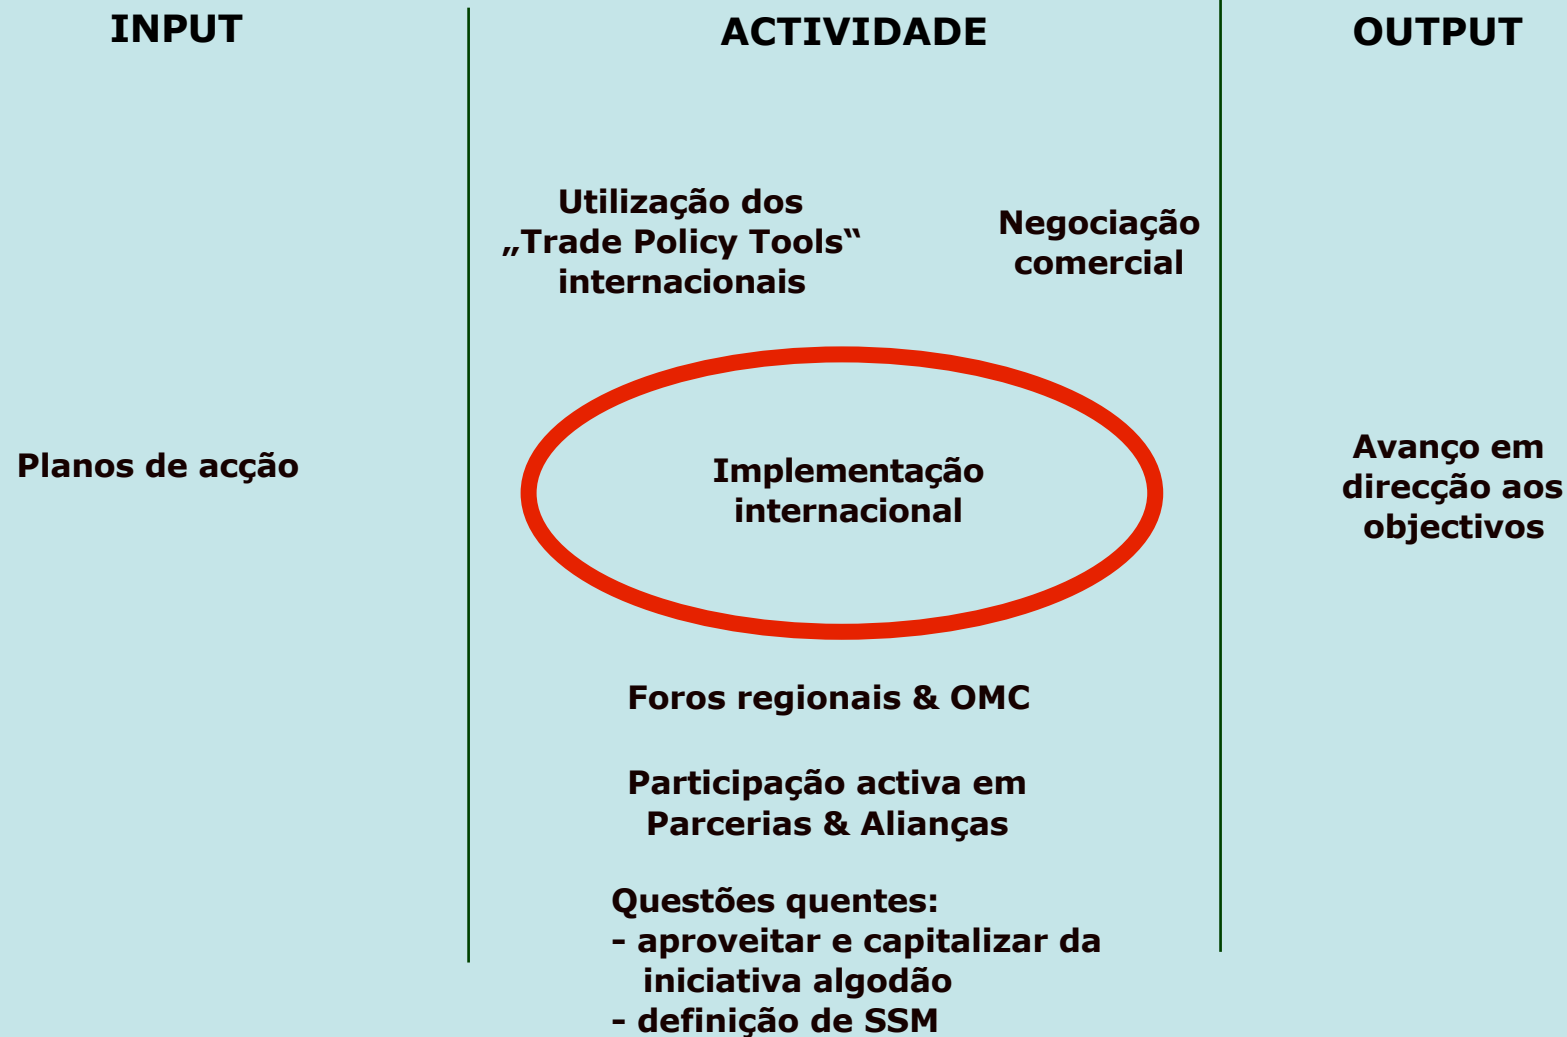 INPUT
ACTIVIDADE
OUTPUT
Utilização dos
„Trade Policy Tools“
internacionais
Negociação
comercial
Planos de acção
Implementação
internacional
Avanço em
direcção aos
objectivos
Foros regionais & OMC
Participação activa em
Parcerias & Alianças
Questões quentes:
- aproveitar e capitalizar da
iniciativa algodão
- definição de SSM